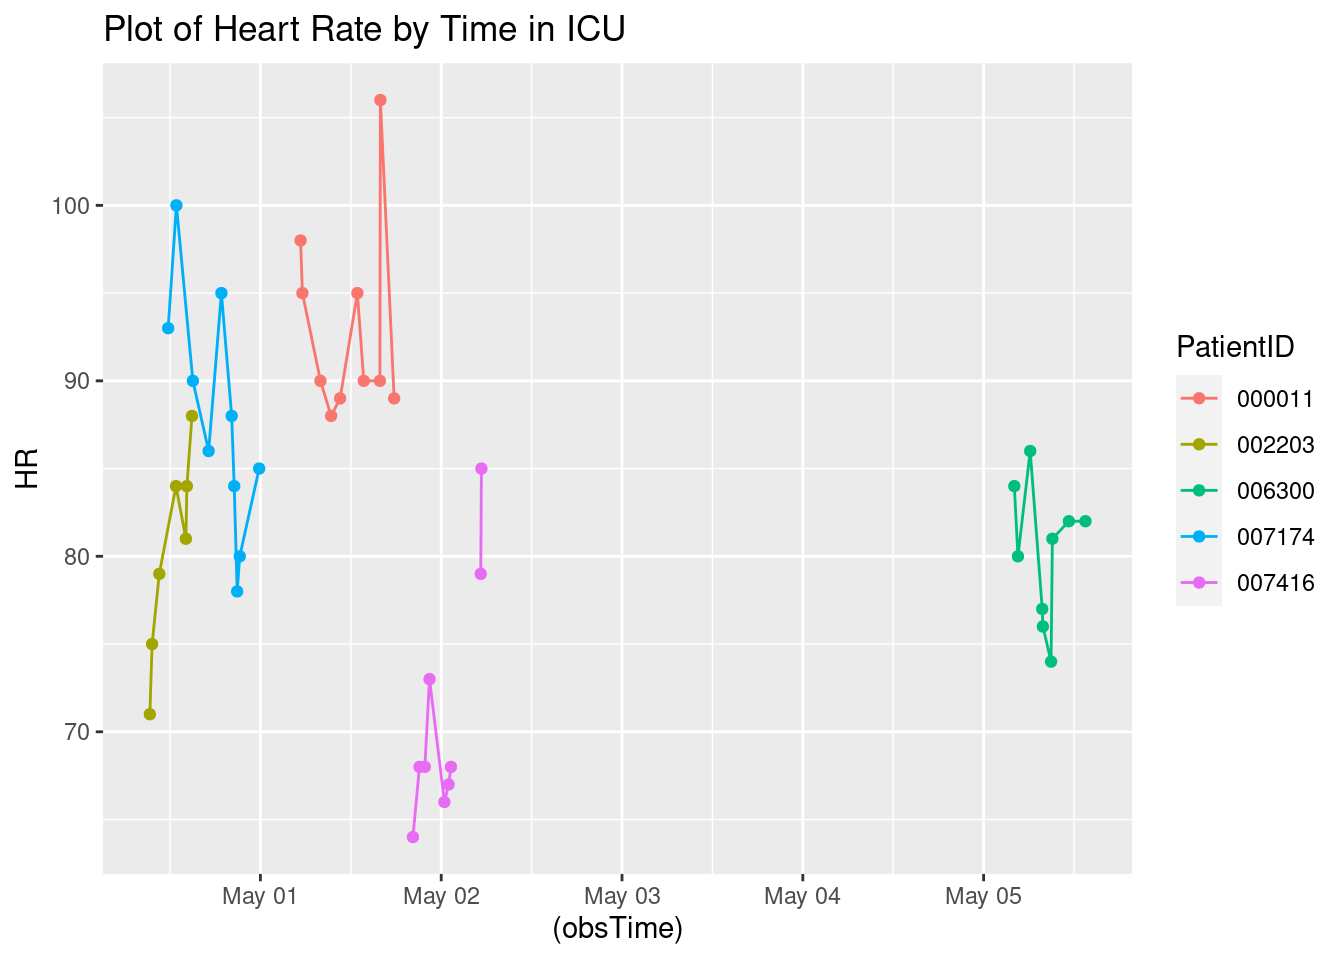 Plot of Heart Rate by Time in ICU
HR
100
90
80
70
May 01
May 02
May 03
May 04
May 05
(obsTime)
PatientID
000011
002203
006300
007174
007416